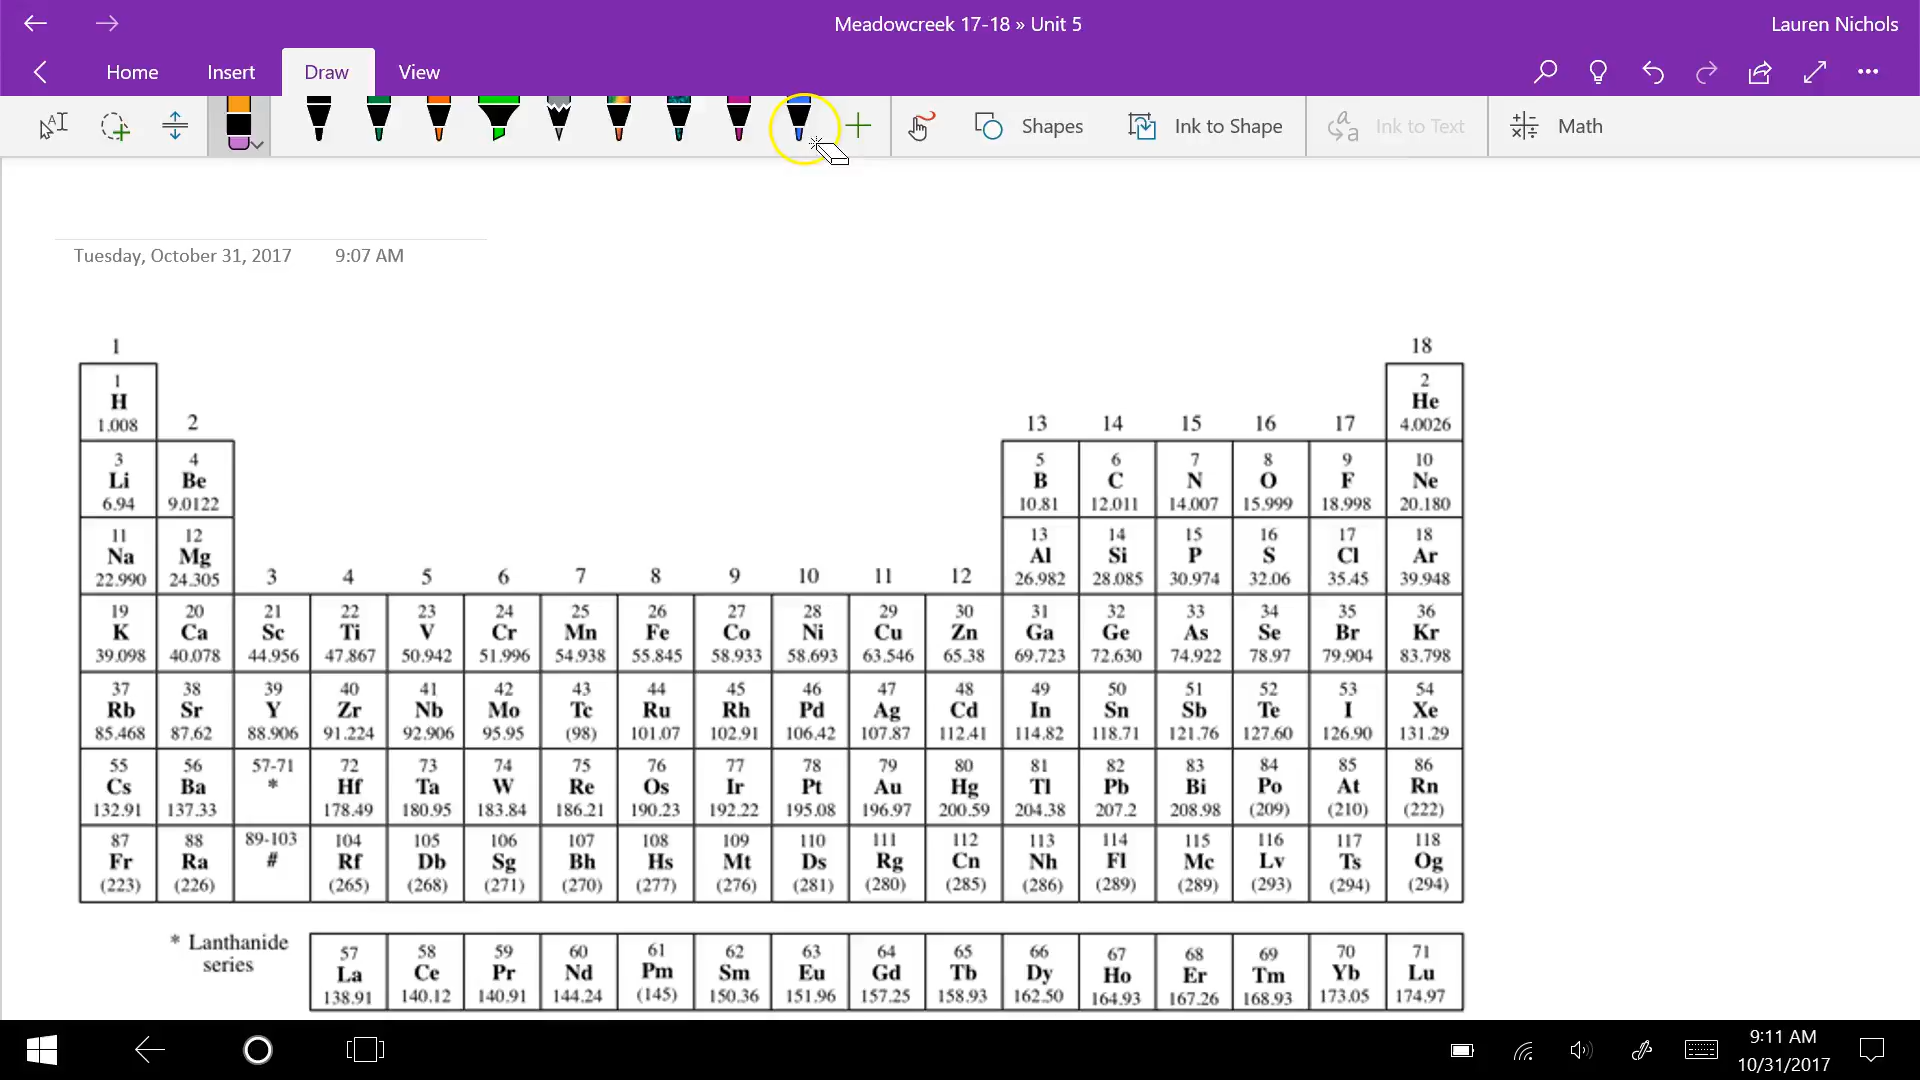 Meadowcreek 17-18 » Unit 5
Lauren Nichols
Home Insert Draw View
Shapes Ink to Shape Ink to Text Math
Tuesday, October 31, 2017 9:07 AM
1 18
1 2
H He
1.008 2 13 14 15 16 17 4.0026
3 4 5 6 7 8 9 10
Li Be B C N O F Ne
6.94 9.0122 10.81 12.011 14.007 15.999 18.998 20.180
11 12 13 14 15 16 17 18
Na Mg Al Si P S Cl Ar
22.990 24.305 3 4 5 6 7 8 9 10 11 12 26.982 28.085 30.974 32.06 35.45 39.948
19 20 21 22 23 24 25 26 27 28 29 30 31 32 33 34 35 36
K Ca Sc Ti V Cr Mn Fe Co Ni Cu Zn Ga Ge As Se Br Kr
39.098 40.078 44.956 47.867 50.942 51.996 54.938 55.845 58.933 58.693 63.546 65.38 69.723 72.630 74.922 78.97 79.904 83.798
37 38 39 40 41 42 43 44 45 46 47 48 49 50 51 52 53 54
Rb Sr Y Zr Nb Mo Tc Ru Rh Pd Ag Cd In Sn Sb Te I Xe
85.468 87.62 88.906 91.224 92.906 95.95 (98) 101.07 102.91 106.42 107.87 112.41 114.82 118.71 121.76 127.60 126.90 131.29
55 56 57-71 72 73 74 75 76 77 78 79 80 81 82 83 84 85 86
Cs Ba * Hf Ta W Re Os Ir Pt Au Hg Tl Pb Bi Po At Rn
132.91 137.33 178.49 180.95 183.84 186.21 190.23 192.22 195.08 196.97 200.59 204.38 207.2 208.98 (209) (210) (222)
87 88 89-103 104 105 106 107 108 109 110 111 112 113 114 115 116 117 118
Fr Ra # Rf Db Sg Bh Hs Mt Ds Rg Cn Nh Fl Mc Lv Ts Og
(223) (226) (265) (268) (271) (270) (277) (276) (281) (280) (285) (286) (289) (289) (293) (294) (294)
* Lanthanide
series
57 58 59 60 61 62 63 64 65 66 67 68 69 70 71
La Ce Pr Nd Pm Sm Eu Gd Tb Dy Ho Er Tm Yb Lu
138.91 140.12 140.91 144.24 (145) 150.36 151.96 157.25 158.93 162.50 164.93 167.26 168.93 173.05 174.97
9:11 AM
10/31/2017